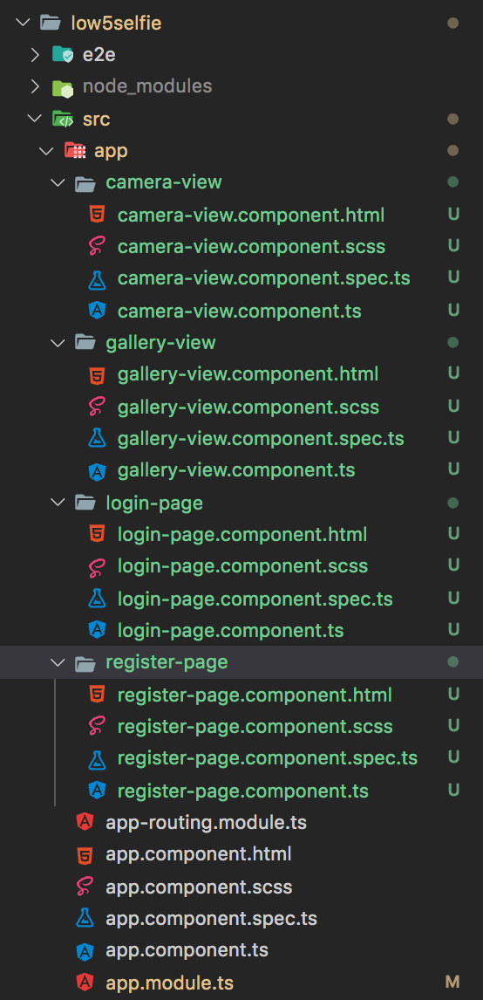 low5selfie
e2e
node_modules
src
app
camera-view
camera-view.component.html U
camera-view.component.scss U
camera-view.component.spec.ts U
camera-view.component.ts U
gallery-view
gallery-view.component.html U
gallery-view.component.scss U
gallery-view.component.spec.ts U
gallery-view.component.ts U
login-page
login-page.component.html U
login-page.component.scss U
login-page.component.spec.ts U
login-page.component.ts U
register-page
register-page.component.html U
register-page.component.scss U
register-page.component.spec.ts U
register-page.component.ts U
app-routing.module.ts
app.component.html
app.component.scss
app.component.spec.ts
app.component.ts
app.module.ts M